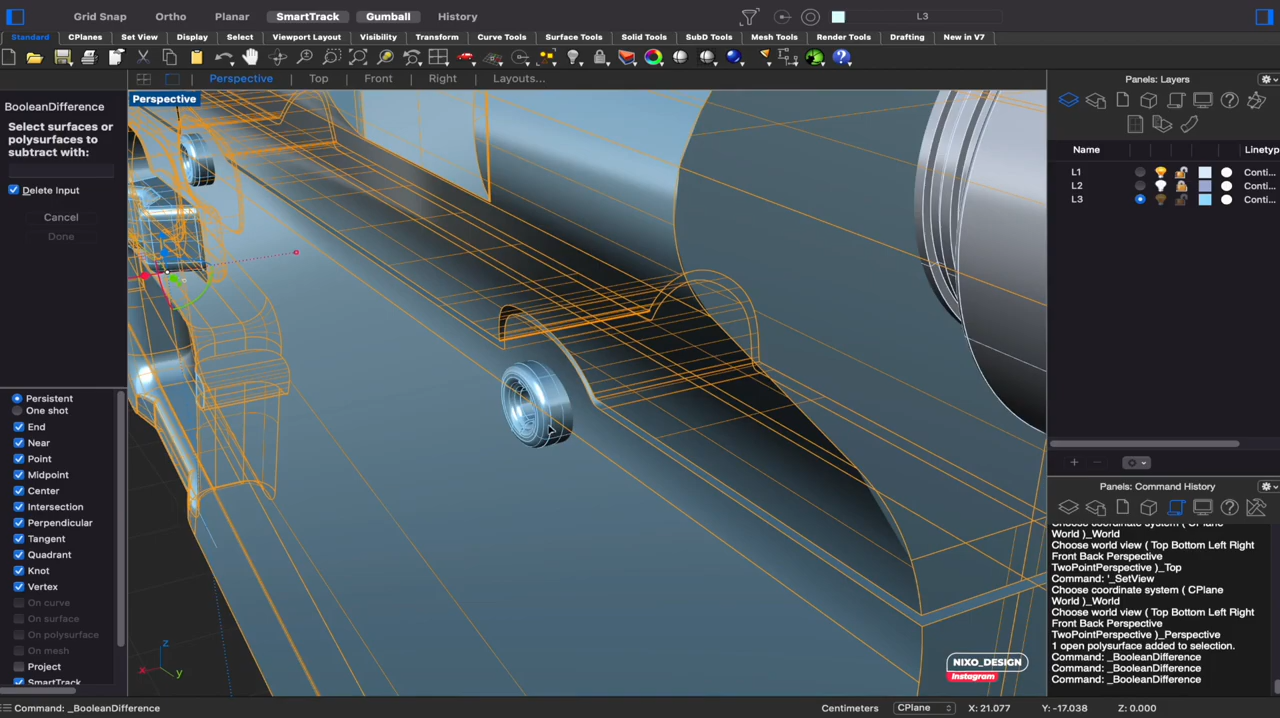 Grid Snap Ortho Planar SmartTrack Gumball History L3
Standard CPlanes Set View Display Select Viewport Layout Visibility Transform Curve Tools Surface Tools Solid Tools SubD Tools Mesh Tools Render Tools Drafting New in V7
Perspective Top Front Right Layouts...
Perspective
BooleanDifference
Select surfaces or
polysurfaces to
subtract with:
Delete Input
Cancel
Done
Persistent
One shot
End
Near
Point
Midpoint
Center
Intersection
Perpendicular
Tangent
Quadrant
Knot
Vertex
On curve
On surface
On polysurface
On mesh
Project
SmartTrack
z
x
y
NIXO_DESIGN
Instagram
Panels: Layers
Name Linetyp
L1 Conti...
L2 Conti...
L3 Conti...
Panels: Command History
Choose coordinate system ( CPlane
World )_World
Choose world view ( Top Bottom Left Right
Front Back Perspective
TwoPointPerspective )_Top
Command: '_SetView
Choose coordinate system ( CPlane
World )_World
Choose world view ( Top Bottom Left Right
Front Back Perspective
TwoPointPerspective )_Perspective
1 open polysurface added to selection.
Command: _BooleanDifference
Command: _BooleanDifference
Command: _BooleanDifference
Command: _BooleanDifference Centimeters CPlane X: 21.077 Y: -17.038 Z: 0.000